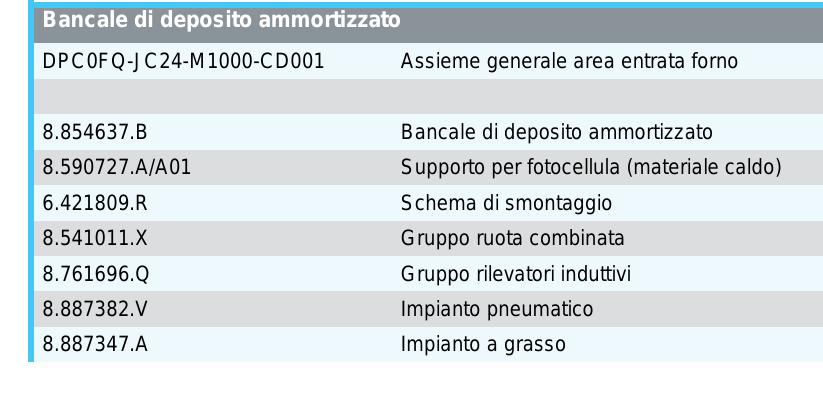 Bancale di deposito ammortizzato
DPC0FQ-JC24-M1000-CD001 Assieme generale area entrata forno
8.854637.B Bancale di deposito ammortizzato
8.590727.A/A01 Supporto per fotocellula (materiale caldo)
6.421809.R Schema di smontaggio
8.541011.X Gruppo ruota combinata
8.761696.Q Gruppo rilevatori induttivi
8.887382.V Impianto pneumatico
8.887347.A Impianto a grasso